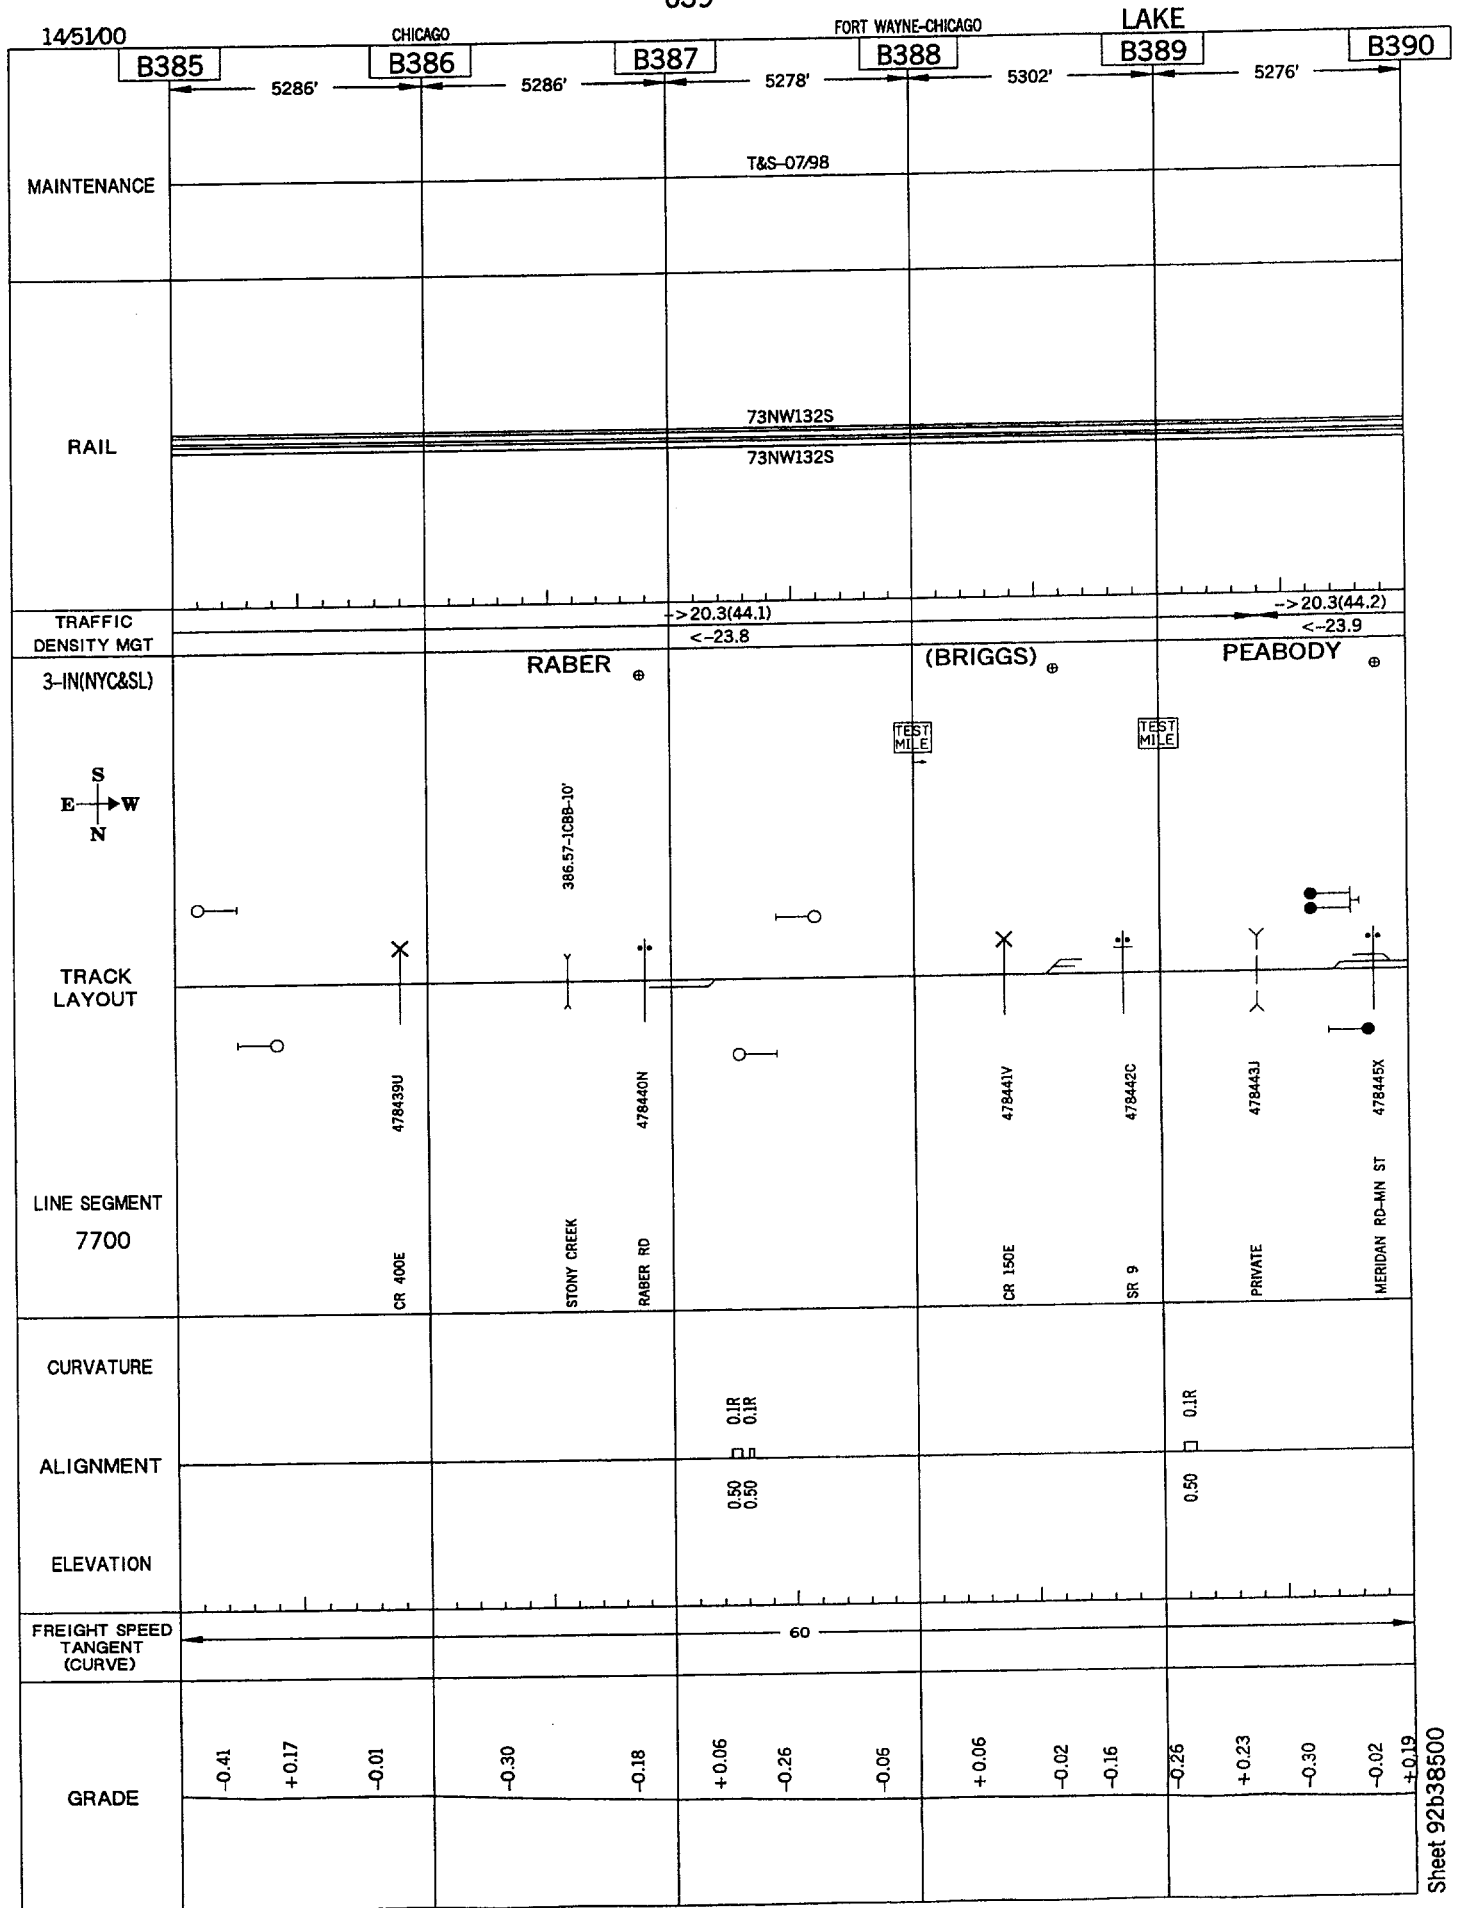 14/51/00
CHICAGO
FORT WAYNE-CHICAGO
LAKE
B385
B386
B387
B388
B389
B390
5286'
5286'
5278'
5302'
5276'
MAINTENANCE
T&S-07/98
RAIL
73NW132S
73NW132S
TRAFFIC
DENSITY MGT
->20.3(44.1)
<-23.8
->20.3(44.2)
<-23.9
3-IN(NYC&SL)
RABER
(BRIGGS)
PEABODY
TEST
MILE
TEST
MILE
S
E W
N
386.57-1CBB-10'
TRACK
LAYOUT
478439U
478440N
478441V
478442C
478443J
478445X
LINE SEGMENT
7700
CR 400E
STONY CREEK
RABER RD
CR 150E
SR 9
PRIVATE
MERIDAN RD-MN ST
CURVATURE
0.1R
0.1R
0.1R
ALIGNMENT
0.50
0.50
0.50
ELEVATION
FREIGHT SPEED
TANGENT
(CURVE)
60
GRADE
-0.41
+0.17
-0.01
-0.30
-0.18
+0.06
-0.26
-0.06
+0.06
-0.02
-0.16
-0.26
+0.23
-0.30
-0.02
+0.19
Sheet 92b38500